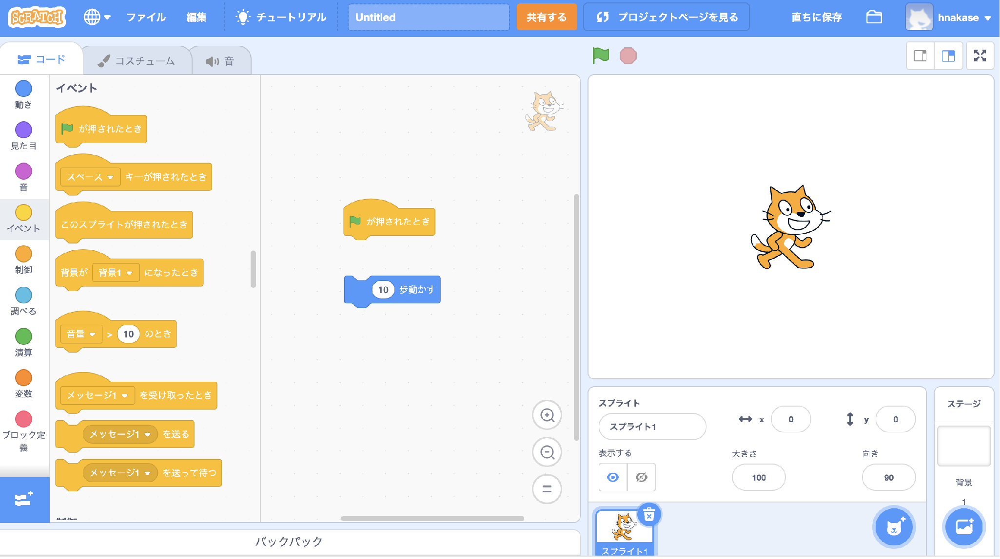 SCRATCH ファイル 編集 チュートリアル Untitled 共有する プロジェクトページを見る 直ちに保存 hnakase
コード コスチューム 音
動き
見た目
音
イベント
制御
調べる
演算
変数
ブロック定
義
イベント
が押されたとき
スペース キーが押されたとき
このスプライトが押されたとき
背景が 背景1 になったとき
音量 > 10 のとき
メッセージ1 を受け取ったとき
メッセージ1 を送る
メッセージ1 を送って待つ
制御
が押されたとき
10 歩動かす
バックパック
スプライト
スプライト1 x 0 y 0
表示する 大きさ 向き
100 90
スプライト1
ステージ
背景
1